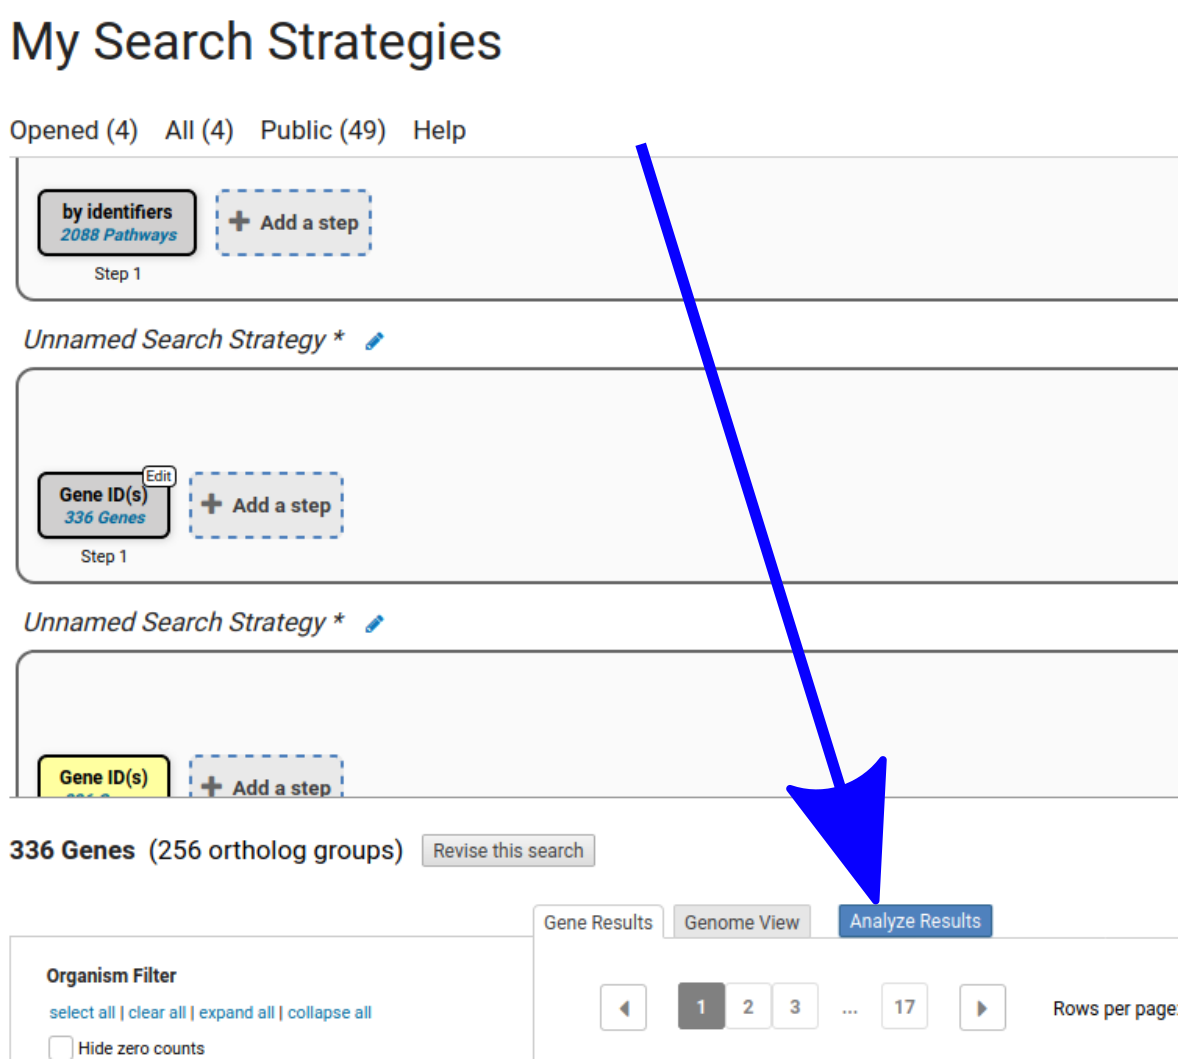 My Search Strategies
Opened (4) All (4) Public (49) Help
by identifiers
2088 Pathways
Add a step
Step 1
Unnamed Search Strategy *
Edit
Gene ID(s)
336 Genes
Add a step
Step 1
Unnamed Search Strategy *
Gene ID(s)
Add a step
336 Genes (256 ortholog groups) Revise this search
Gene Results Genome View Analyze Results
Organism Filter
select all | clear all | expand all | collapse all
Hide zero counts
1 2 3 ... 17 Rows per page: